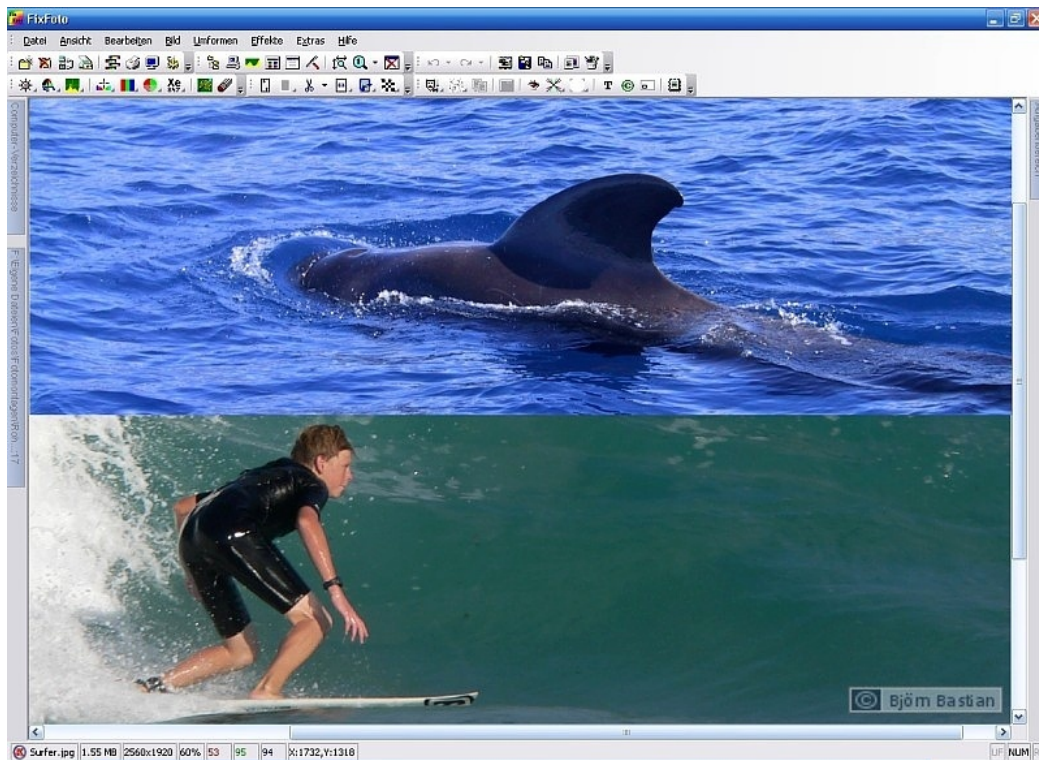 FixFoto
Datei Ansicht Bearbeiten Bild Umformen Effekte Extras Hilfe
Computer-Verzeichnisse
© Björn Bastian
Surfer.jpg 1.55 MB 2560x1920 60% 53 95 94 X:1732,Y:1318 UF NUM